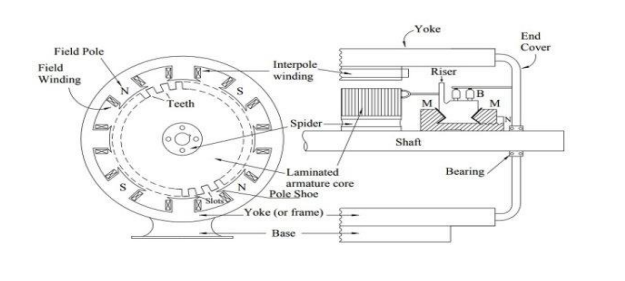 Field Pole
Field
Winding
N
S
Teeth
S
N
Slots
Interpole
winding
Spider
Laminated
armature core
Pole Shoe
Yoke (or frame)
Base
Yoke
End
Cover
Riser
B
M
M
N
Shaft
Bearing